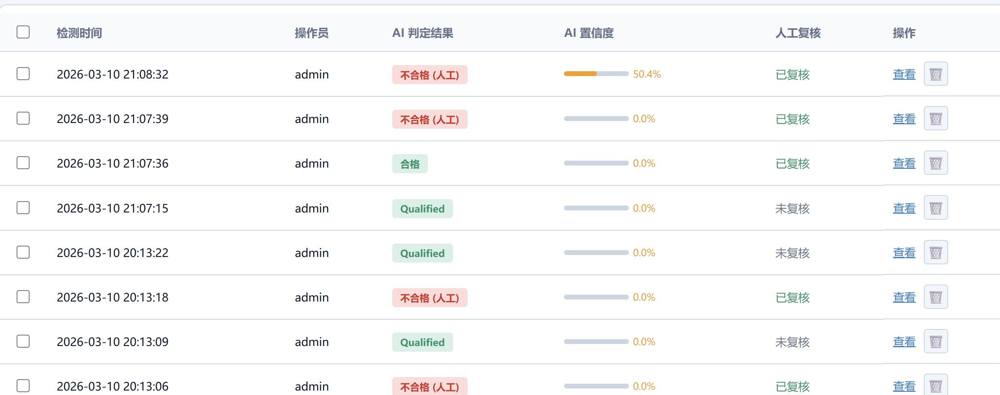 检测时间 操作员 AI 判定结果 AI 置信度 人工复核 操作
2026-03-10 21:08:32 admin 不合格 (人工) 50.4% 已复核 查看
2026-03-10 21:07:39 admin 不合格 (人工) 0.0% 已复核 查看
2026-03-10 21:07:36 admin 合格 0.0% 已复核 查看
2026-03-10 21:07:15 admin Qualified 0.0% 未复核 查看
2026-03-10 20:13:22 admin Qualified 0.0% 未复核 查看
2026-03-10 20:13:18 admin 不合格 (人工) 0.0% 已复核 查看
2026-03-10 20:13:09 admin Qualified 0.0% 未复核 查看
2026-03-10 20:13:06 admin 不合格 (人工) 0.0% 已复核 查看